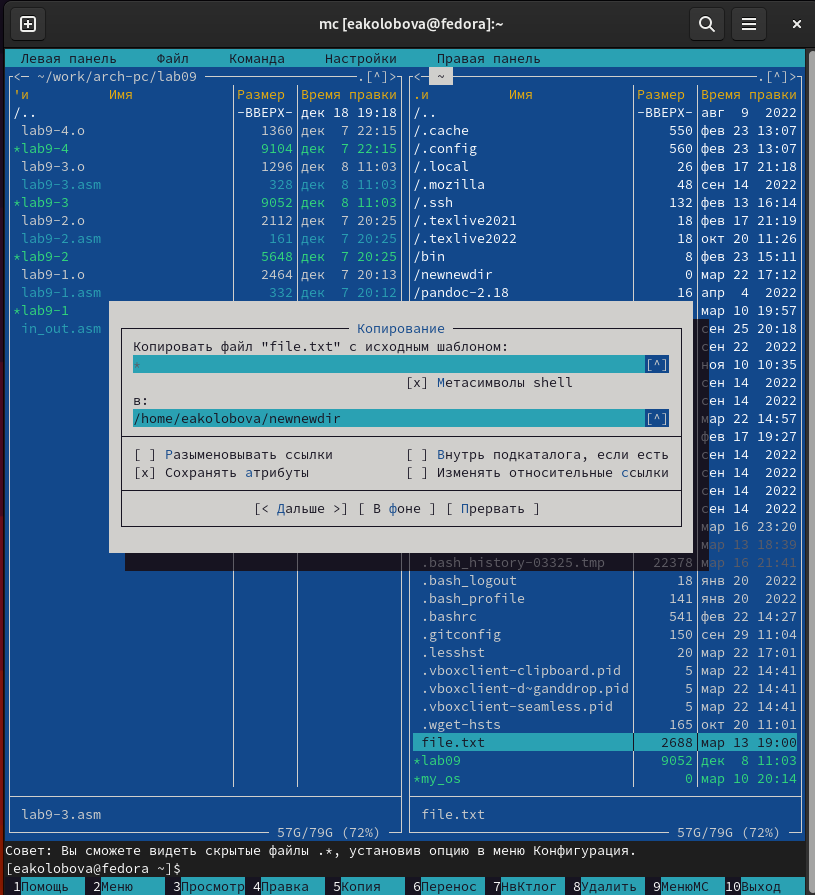 mc [eakolobova@fedora]:~
Левая панель Файл Команда Настройки Правая панель
<─ ~/work/arch-pc/lab09 .[^]>
'и Имя Размер Время правки
/.. -ВВЕРХ- дек 18 19:18
lab9-4.o 1360 дек 7 22:15
*lab9-4 9104 дек 7 22:15
lab9-3.o 1296 дек 8 11:03
lab9-3.asm 328 дек 8 11:03
*lab9-3 9052 дек 8 11:03
lab9-2.o 2112 дек 7 20:25
lab9-2.asm 161 дек 7 20:25
*lab9-2 5648 дек 7 20:25
lab9-1.o 2464 дек 7 20:13
lab9-1.asm 332 дек 7 20:12
*lab9-1
in_out.asm
lab9-3.asm
57G/79G (72%)
<─ ~ .[^]>
.и Имя Размер Время правки
/.. -ВВЕРХ- авг 9 2022
/.cache 550 фев 23 13:07
/.config 560 фев 23 13:07
/.local 26 фев 17 21:18
/.mozilla 48 сен 14 2022
/.ssh 132 фев 13 16:14
/.texlive2021 18 фев 17 21:19
/.texlive2022 18 окт 20 11:26
/bin 8 фев 23 15:11
/newnewdir 0 мар 22 17:12
/pandoc-2.18 16 апр 4 2022
мар 10 19:57
сен 25 20:18
сен 22 2022
ноя 10 10:35
сен 14 2022
сен 14 2022
мар 22 14:57
фев 17 19:27
сен 14 2022
сен 14 2022
сен 14 2022
сен 14 2022
мар 16 23:20
мар 13 18:39
.bash_history-03325.tmp 22378 мар 16 21:41
.bash_logout 18 янв 20 2022
.bash_profile 141 янв 20 2022
.bashrc 541 фев 22 14:27
.gitconfig 150 сен 29 11:04
.lesshst 20 мар 22 17:01
.vboxclient-clipboard.pid 5 мар 22 14:41
.vboxclient-d~ganddrop.pid 5 мар 22 14:41
.vboxclient-seamless.pid 5 мар 22 14:41
.wget-hsts 165 окт 20 11:01
file.txt 2688 мар 13 19:00
*lab09 9052 дек 8 11:03
*my_os 0 мар 10 20:14
file.txt
57G/79G (72%)
Копирование
Копировать файл "file.txt" с исходным шаблоном:
* [^]
[x] Метасимволы shell
в:
/home/eakolobova/newnewdir [^]
[ ] Разыменовывать ссылки [ ] Внутрь подкаталога, если есть
[x] Сохранять атрибуты [ ] Изменять относительные ссылки
[< Дальше >] [ В фоне ] [ Прервать ]
Совет: Вы сможете видеть скрытые файлы .*, установив опцию в меню Конфигурация.
[eakolobova@fedora ~]$
1Помощь 2Меню 3Просмотр 4Правка 5Копия 6Перенос 7НвКтлог 8Удалить 9МенюМС 10Выход